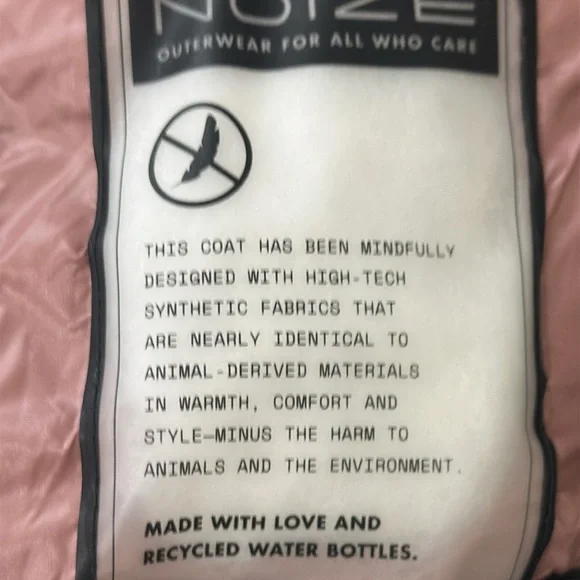 NOIZE
OUTERWEAR FOR ALL WHO CARE
THIS COAT HAS BEEN MINDFULLY
DESIGNED WITH HIGH-TECH
SYNTHETIC FABRICS THAT
ARE NEARLY IDENTICAL TO
ANIMAL-DERIVED MATERIALS
IN WARMTH, COMFORT AND
STYLE—MINUS THE HARM TO
ANIMALS AND THE ENVIRONMENT.
MADE WITH LOVE AND
RECYCLED WATER BOTTLES.